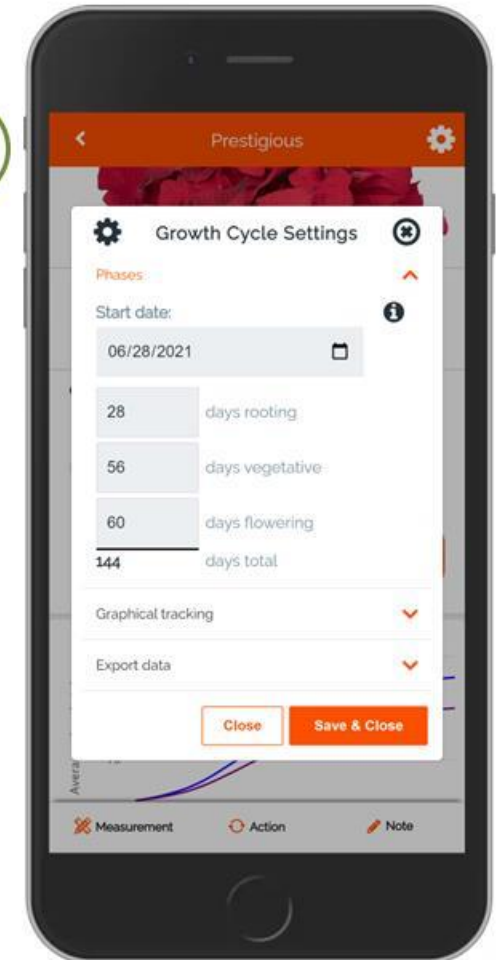 Prestigious
Growth Cycle Settings
Phases
Start date:
06/28/2021
28 days rooting
56 days vegetative
60 days flowering
144 days total
Graphical tracking
Export data
Close Save & Close
Measurement Action Note